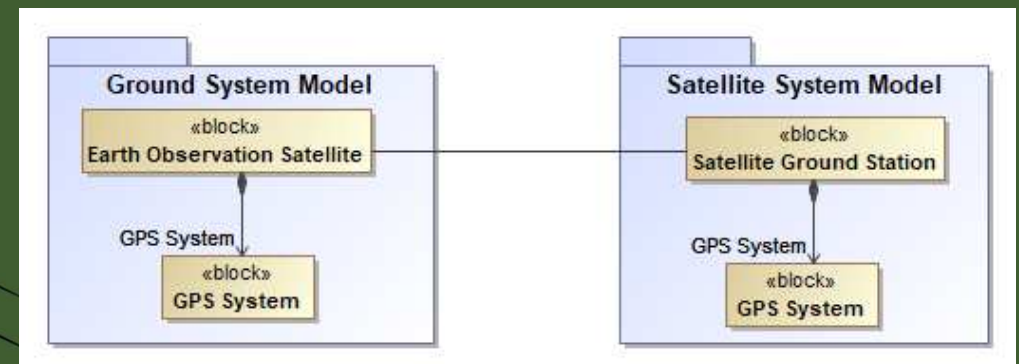 Ground System Model
«block»
Earth Observation Satellite
GPS System
«block»
GPS System
Satellite System Model
«block»
Satellite Ground Station
GPS System
«block»
GPS System